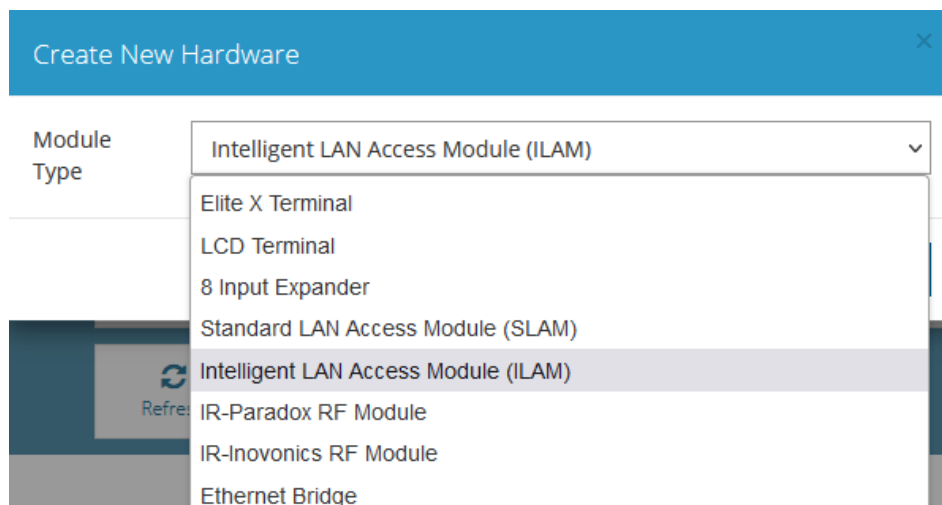 Create New Hardware
×
Module
Type
Intelligent LAN Access Module (ILAM)
Elite X Terminal
LCD Terminal
8 Input Expander
Standard LAN Access Module (SLAM)
Intelligent LAN Access Module (ILAM)
IR-Paradox RF Module
IR-Inovonics RF Module
Ethernet Bridge